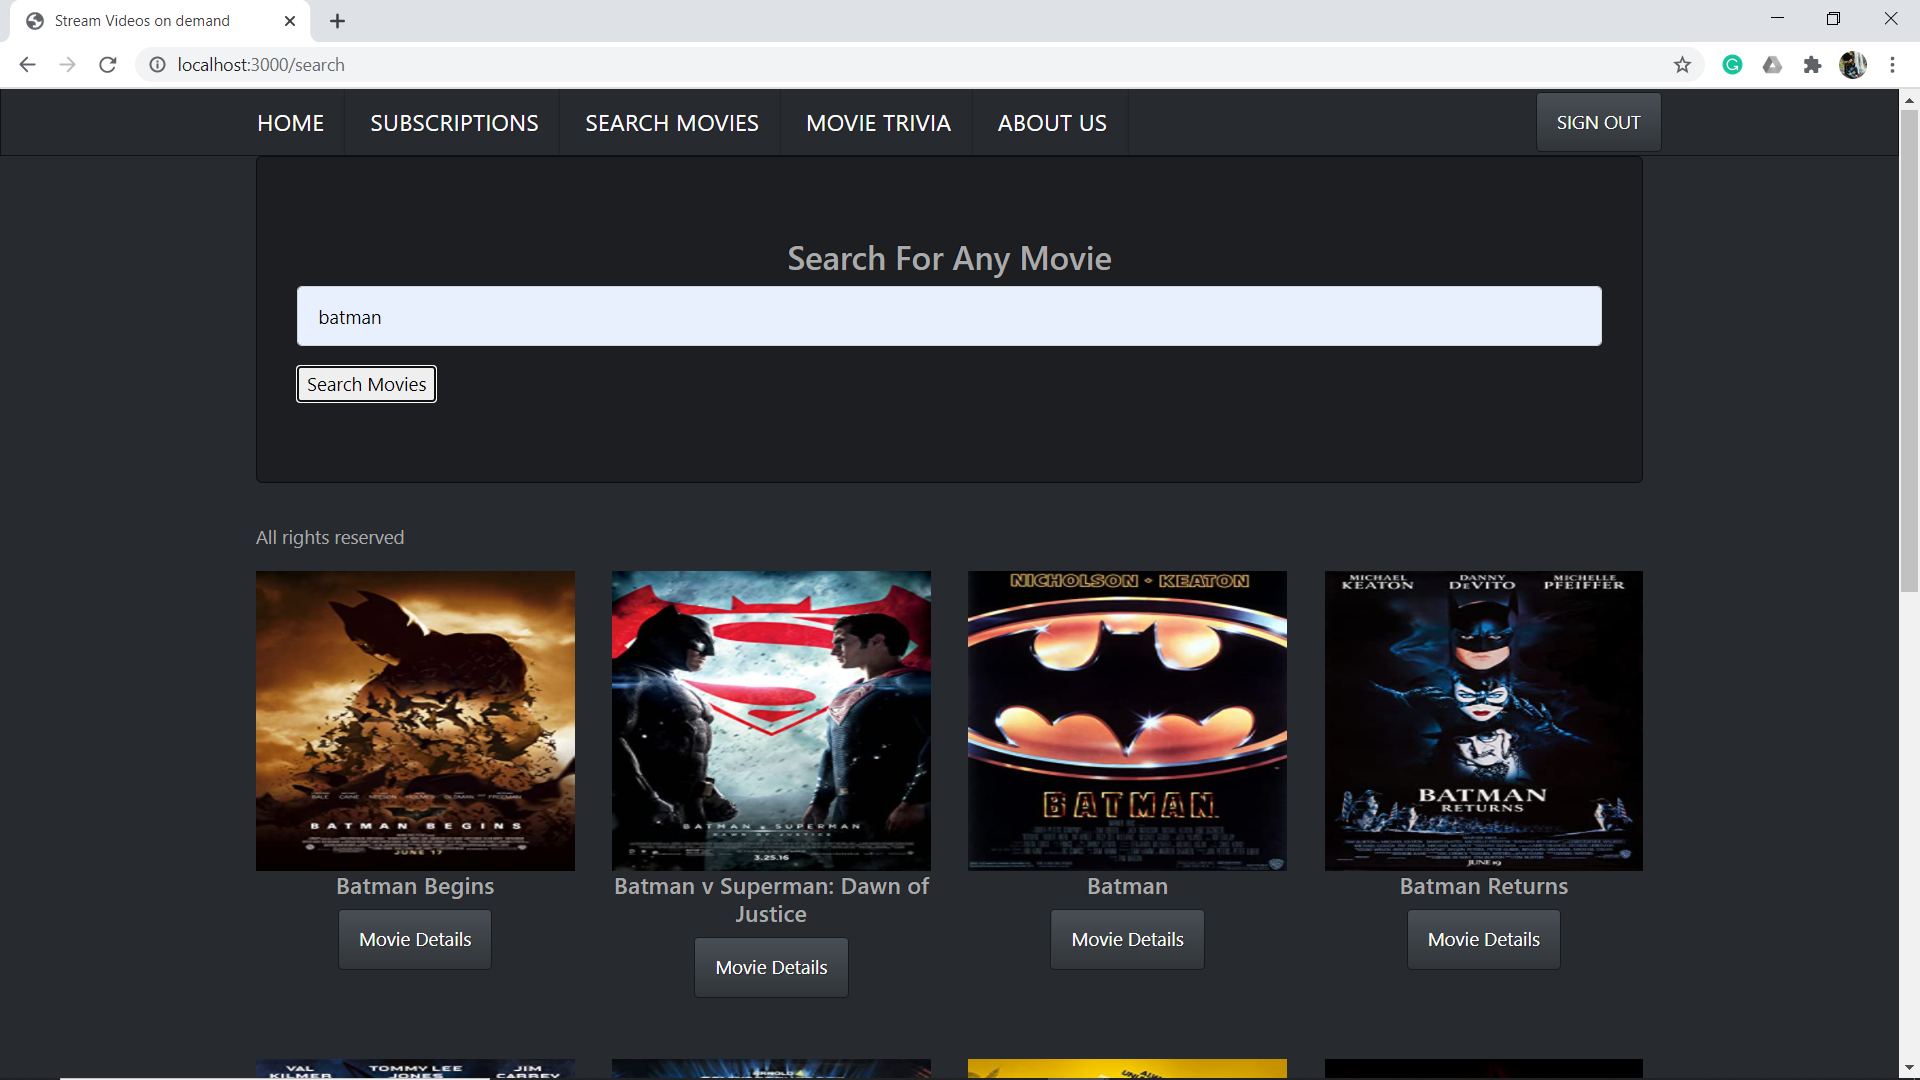 Stream Videos on demand
localhost:3000/search
HOME
SUBSCRIPTIONS
SEARCH MOVIES
MOVIE TRIVIA
ABOUT US
SIGN OUT
Search For Any Movie
batman
Search Movies
All rights reserved
BATMAN BEGINS
JUNE 17
BATMAN v SUPERMAN
DAWN OF JUSTICE
3.25.16
NICHOLSON • KEATON
BATMAN
MICHAEL KEATON
DANNY DEVITO
MICHELLE PFEIFFER
BATMAN
RETURNS
JUNE 19
Batman Begins
Movie Details
Batman v Superman: Dawn of
Justice
Movie Details
Batman
Movie Details
Batman Returns
Movie Details
VAL
KILMER
TOMMY LEE
JONES
JIM
CARREY